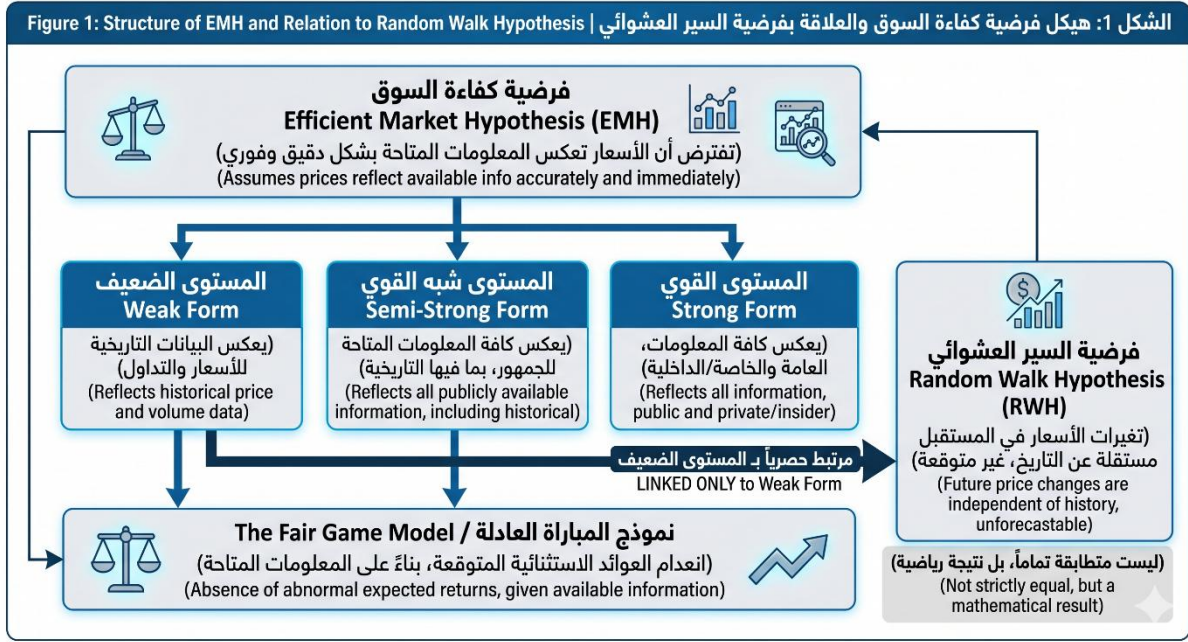 Figure 1: Structure of EMH and Relation to Random Walk Hypothesis | الشكل 1: هيكل فرضية كفاءة السوق والعلاقة بفرضية السير العشوائي
فرضية كفاءة السوق
Efficient Market Hypothesis (EMH)
(تفترض أن الأسعار تعكس المعلومات المتاحة بشكل دقيق وفوري)
(Assumes prices reflect available info accurately and immediately)
المستوى الضعيف
Weak Form
(يعكس البيانات التاريخية
للأسعار والتداول)
(Reflects historical price
and volume data)
المستوى شبه القوي
Semi-Strong Form
(يعكس كافة المعلومات المتاحة
للجمهور، بما فيها التاريخية)
(Reflects all publicly available
information, including historical)
المستوى القوي
Strong Form
(يعكس كافة المعلومات،
العامة والخاصة/الداخلية)
(Reflects all information,
public and private/insider)
$
فرضية السير العشوائي
Random Walk Hypothesis
(RWH)
(تغيرات الأسعار في المستقبل
مستقلة عن التاريخ، غير متوقعة)
(Future price changes are
independent of history,
unforecastable)
مرتبط حصرياً بـ المستوى الضعيف
LINKED ONLY to Weak Form
The Fair Game Model / نموذج المباراة العادلة
(انعدام العوائد الاستثنائية المتوقعة، بناءً على المعلومات المتاحة)
(Absence of abnormal expected returns, given available information)
(ليست متطابقة تماماً، بل نتيجة رياضية)
(Not strictly equal, but a
mathematical result)